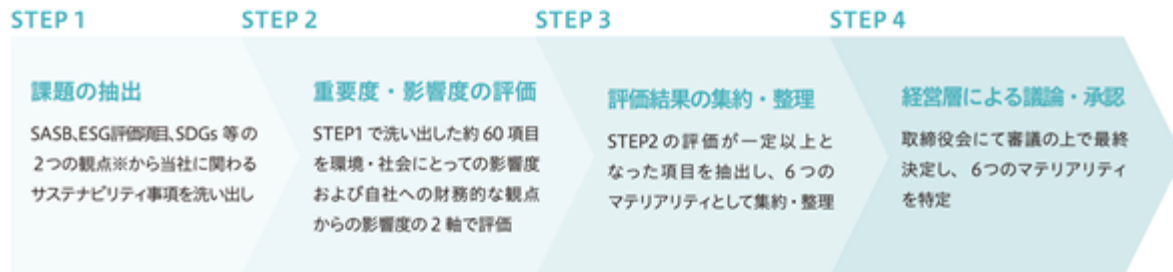 STEP 1
課題の抽出
SASB、ESG評価項目、SDGs 等の
2つの観点※から当社に関わる
サステナビリティ事項を洗い出し
STEP 2
重要度・影響度の評価
STEP1 で洗い出した約 60 項目
を環境・社会にとっての影響度
および自社への財務的な観点
からの影響度の 2 軸で評価
STEP 3
評価結果の集約・整理
STEP2 の評価が一定以上と
なった項目を抽出し、6 つの
マテリアリティとして集約・整理
STEP 4
経営層による議論・承認
取締役会にて審議の上で最終
決定し、6つのマテリアリティ
を特定